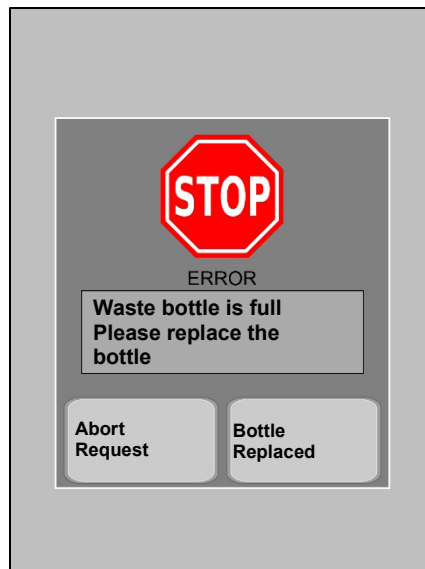 STOP
ERROR
Waste bottle is full
Please replace the
bottle
Abort
Request
Bottle
Replaced